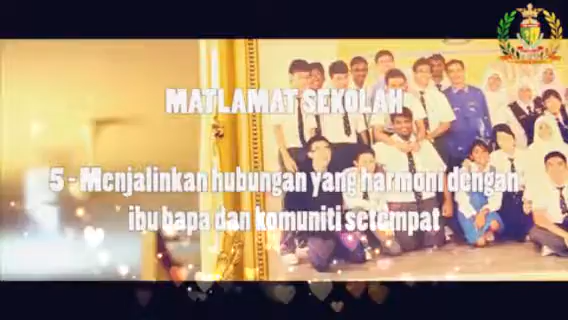 MATLAMAT SEKOLAH
5 - Menjalinkan hubungan yang harmoni dengan
ibu bapa dan komuniti setempat